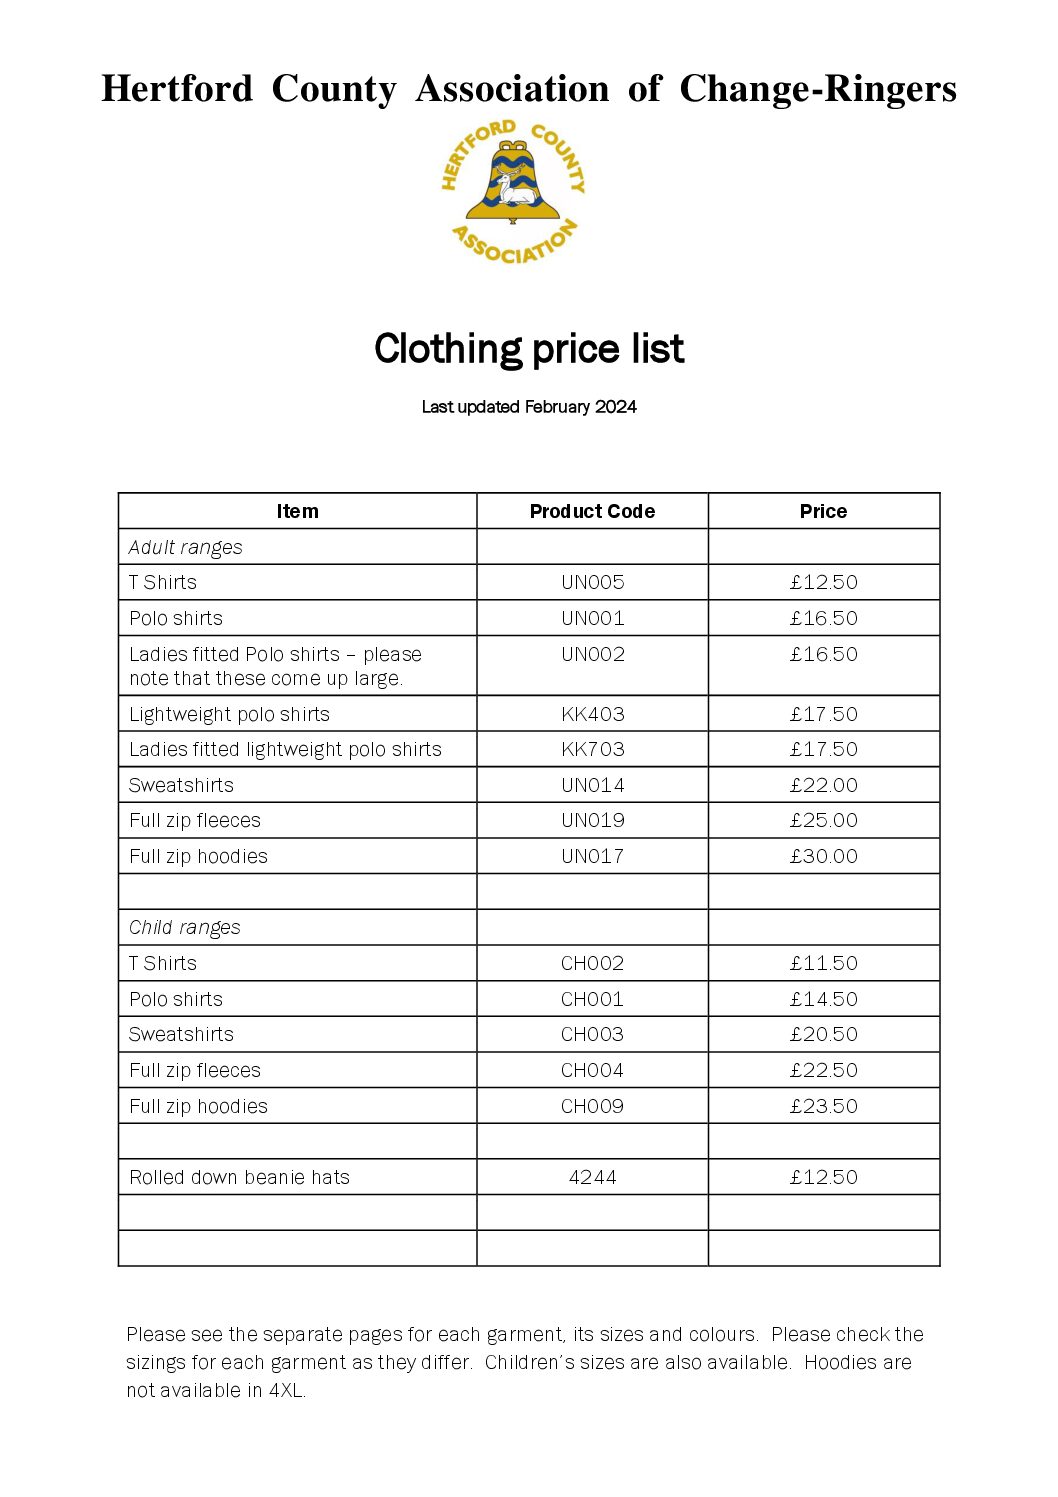 Hertford County Association of Change-Ringers
HERTFORD COUNTY
ASSOCIATION
Clothing price list
Last updated February 2024
Item Product Code Price
Adult ranges
T Shirts UN005 £12.50
Polo shirts UN001 £16.50
Ladies fitted Polo shirts – please UN002 £16.50
note that these come up large.
Lightweight polo shirts KK403 £17.50
Ladies fitted lightweight polo shirts KK703 £17.50
Sweatshirts UN014 £22.00
Full zip fleeces UN019 £25.00
Full zip hoodies UN017 £30.00
Child ranges
T Shirts CH002 £11.50
Polo shirts CH001 £14.50
Sweatshirts CH003 £20.50
Full zip fleeces CH004 £22.50
Full zip hoodies CH009 £23.50
Rolled down beanie hats 4244 £12.50
Please see the separate pages for each garment, its sizes and colours. Please check the
sizings for each garment as they differ. Children's sizes are also available. Hoodies are
not available in 4XL.